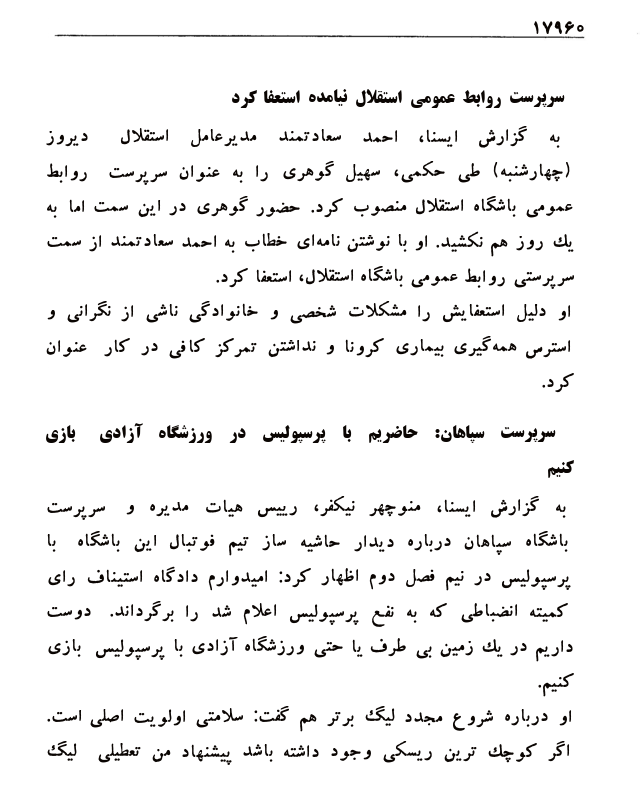 ۱۷۹۶۰
سرپرست روابط عمومی استقلال نیامده استعفا کرد
به گزارش ایسنا، احمد سعادتمند مدیرعامل استقلال دیروز
(چهارشنبه) طی حکمی، سهیل گوهری را به عنوان سرپرست روابط
عمومی باشگاه استقلال منصوب کرد. حضور گوهری در این سمت اما به
یك روز هم نکشید. او با نوشتن نامه‌ای خطاب به احمد سعادتمند از سمت
سرپرستی روابط عمومی باشگاه استقلال، استعفا کرد.
او دلیل استعفایش را مشکلات شخصی و خانوادگی ناشی از نگرانی و
استرس همه‌گیری بیماری کرونا و نداشتن تمرکز کافی در کار عنوان
کرد.
سرپرست سپاهان: حاضریم با پرسپولیس در ورزشگاه آزادی بازی
کنیم
به گزارش ایسنا، منوچهر نیکفر، رییس هیات مدیره و سرپرست
باشگاه سپاهان درباره دیدار حاشیه ساز تیم فوتبال این باشگاه با
پرسپولیس در نیم فصل دوم اظهار کرد: امیدوارم دادگاه استیناف رای
کمیته انضباطی که به نفع پرسپولیس اعلام شد را برگرداند. دوست
داریم در یك زمین بی طرف یا حتی ورزشگاه آزادی با پرسپولیس بازی
کنیم.
او درباره شروع مجدد لیگ برتر هم گفت: سلامتی اولویت اصلی است.
اگر کوچك ترین ریسکی وجود داشته باشد پیشنهاد من تعطیلی لیگ